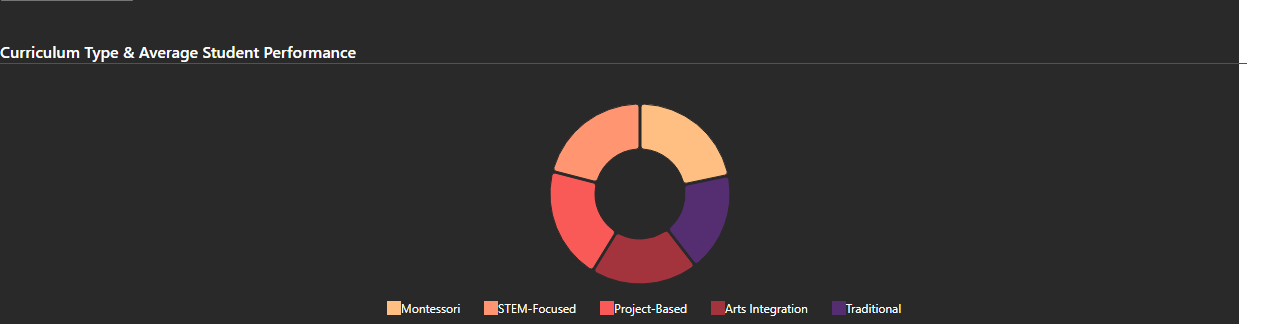 Curriculum Type & Average Student Performance
Montessori STEM-Focused Project-Based Arts Integration Traditional